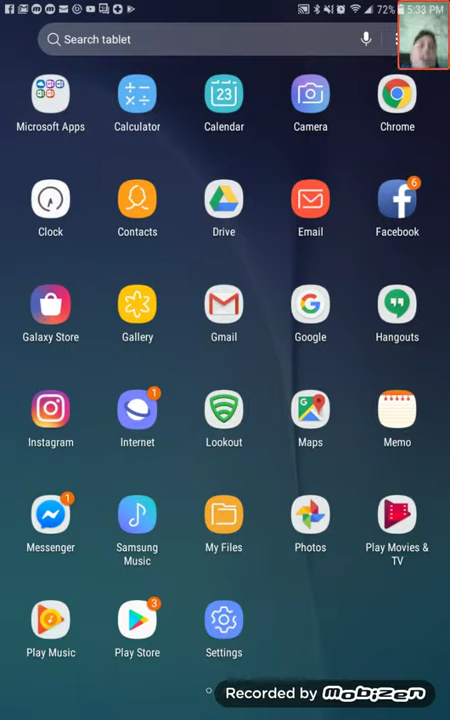 72% 5:33 PM
Search tablet
Microsoft Apps
Calculator
23
Calendar
Camera
Chrome
Clock
Contacts
Drive
Email
6
Facebook
Galaxy Store
Gallery
Gmail
Google
Hangouts
Instagram
1
Internet
Lookout
Maps
Memo
1
Messenger
Samsung
Music
My Files
Photos
Play Movies &
TV
Play Music
3
Play Store
Settings
Recorded by MOBIZEN